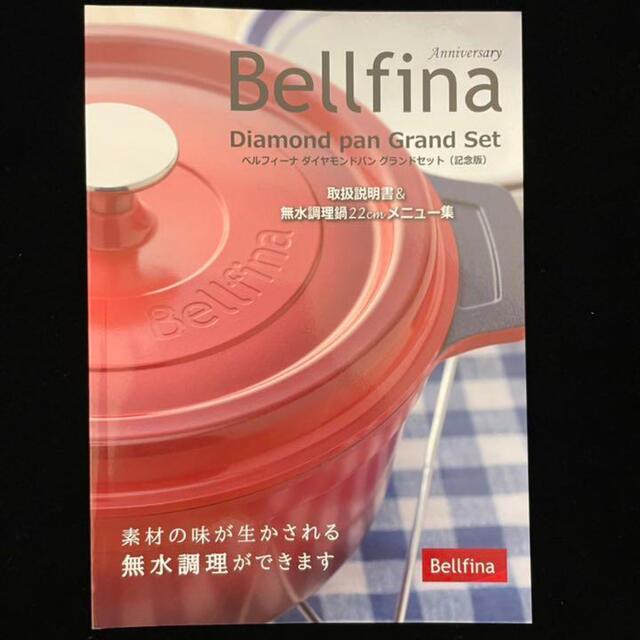 Anniversary
Bellfina
Diamond pan Grand Set
ベルフィーナ ダイヤモンドパン グランドセット（記念版）
取扱説明書&
無水調理鍋22cmメニュー集
Bellfina
素材の味が生かされる
無水調理ができます
Bellfina